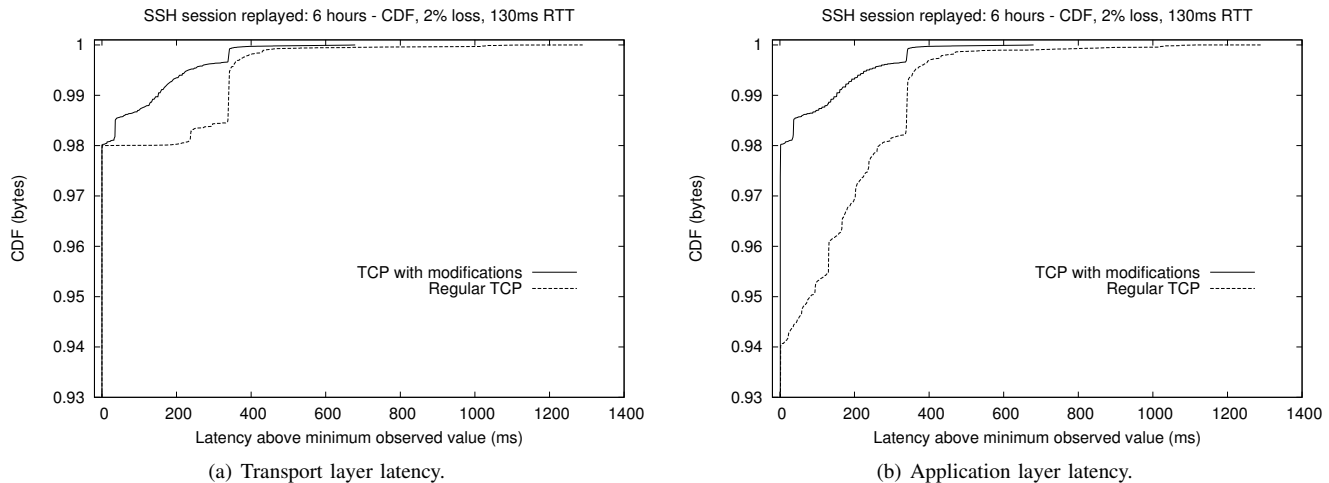 SSH session replayed: 6 hours - CDF, 2% loss, 130ms RTT
1
0.99
0.98
0.97
0.96
0.95
0.94
0.93
CDF (bytes)
TCP with modifications
Regular TCP
0 200 400 600 800 1000 1200 1400
Latency above minimum observed value (ms)
(a) Transport layer latency.
SSH session replayed: 6 hours - CDF, 2% loss, 130ms RTT
1
0.99
0.98
0.97
0.96
0.95
0.94
0.93
CDF (bytes)
TCP with modifications
Regular TCP
0 200 400 600 800 1000 1200 1400
Latency above minimum observed value (ms)
(b) Application layer latency.